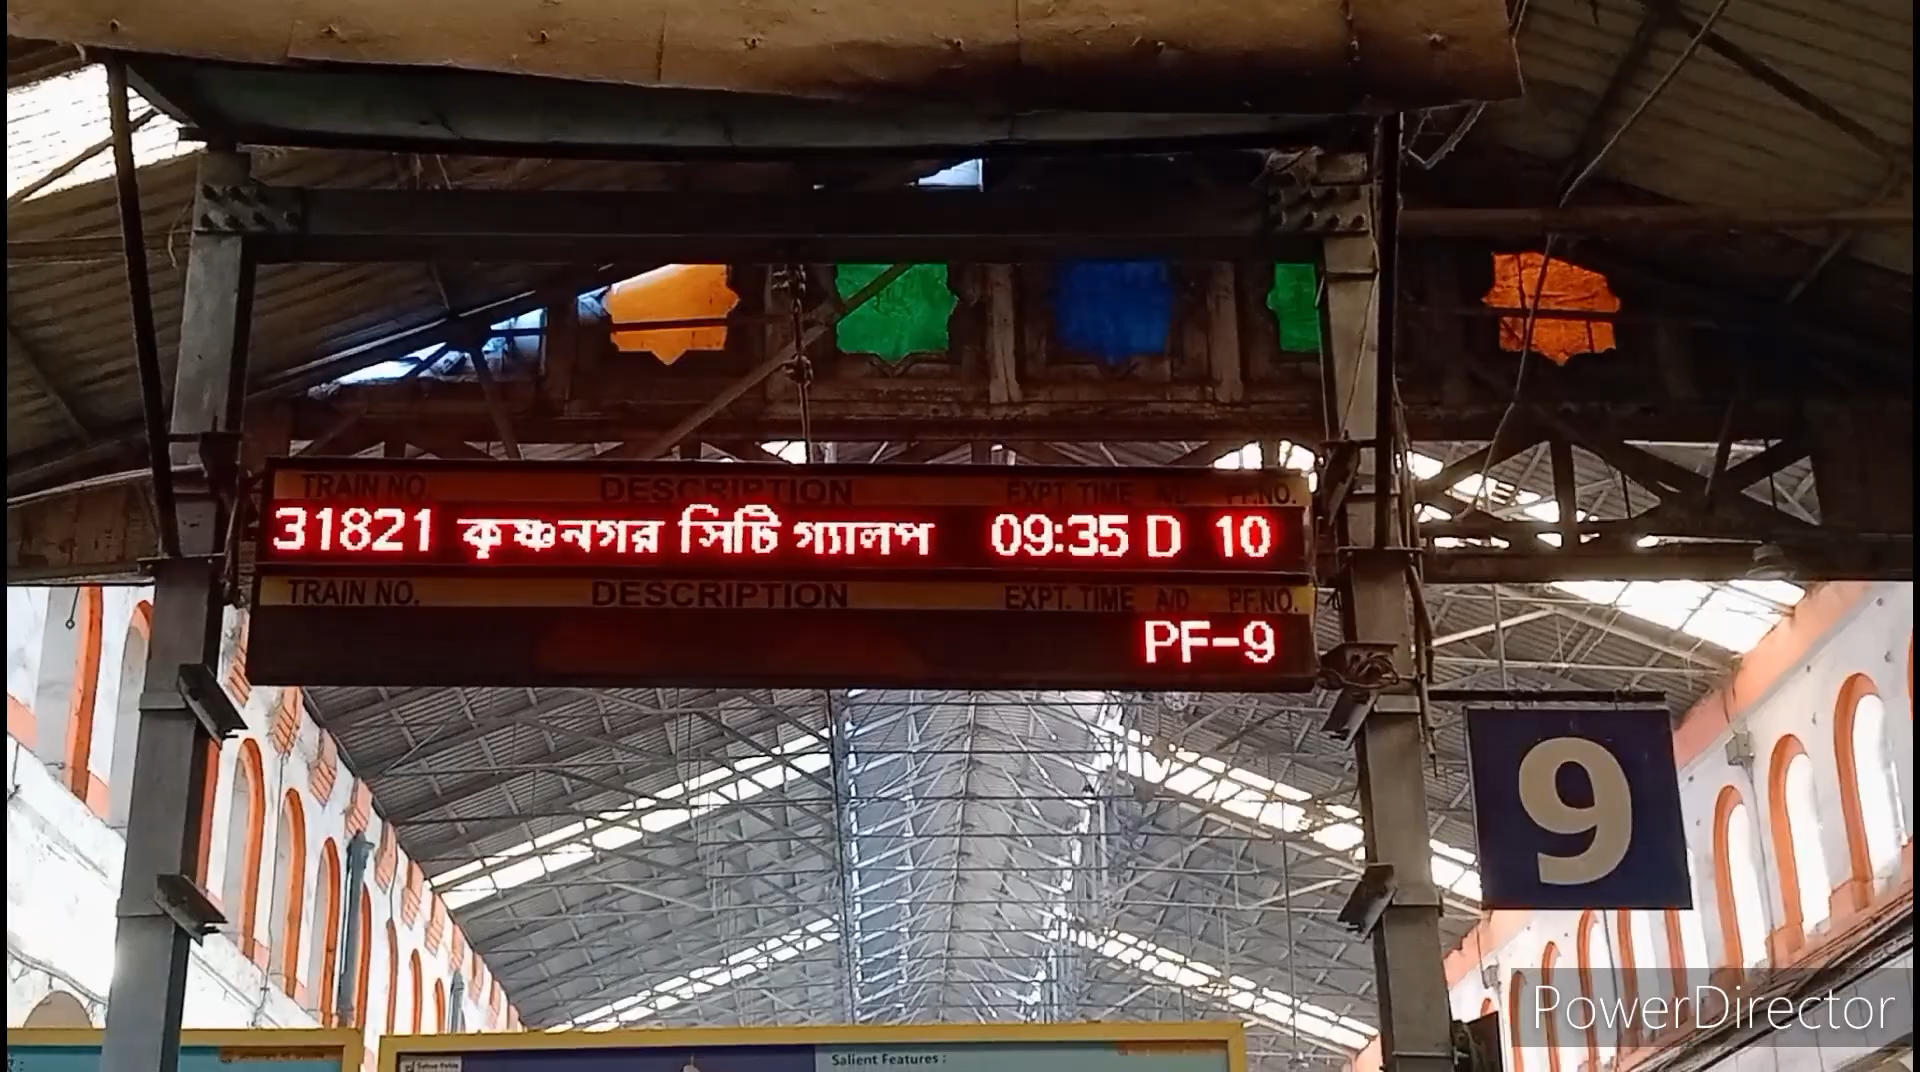 TRAIN NO. DESCRIPTION EXPT. TIME A/D PF.NO.
31821 কৃষ্ণনগর সিটি গ্যালপ 09:35 D 10
TRAIN NO. DESCRIPTION EXPT. TIME A/D PF.NO.
PF-9
9
Salient Features :
PowerDirector